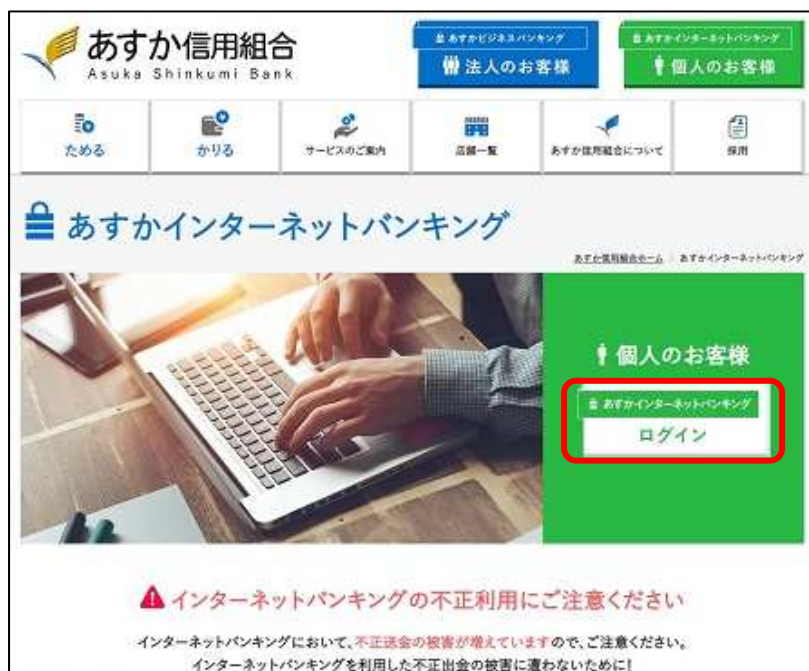 あすか信用組合
Asuka Shinkumi Bank
あすかビジネスバンキング
法人のお客様
あすかインターネットバンキング
個人のお客様
ためる
かりる
サービスのご案内
店舗一覧
あすか信用組合について
採用
あすかインターネットバンキング
あすか信用組合ホーム
あすかインターネットバンキング
個人のお客様
あすかインターネットバンキング
ログイン
インターネットバンキングの不正利用にご注意ください
インターネットバンキングにおいて、不正送金の被害が増えていますので、ご注意ください。
インターネットバンキングを利用した不正出金の被害に遭わないために!